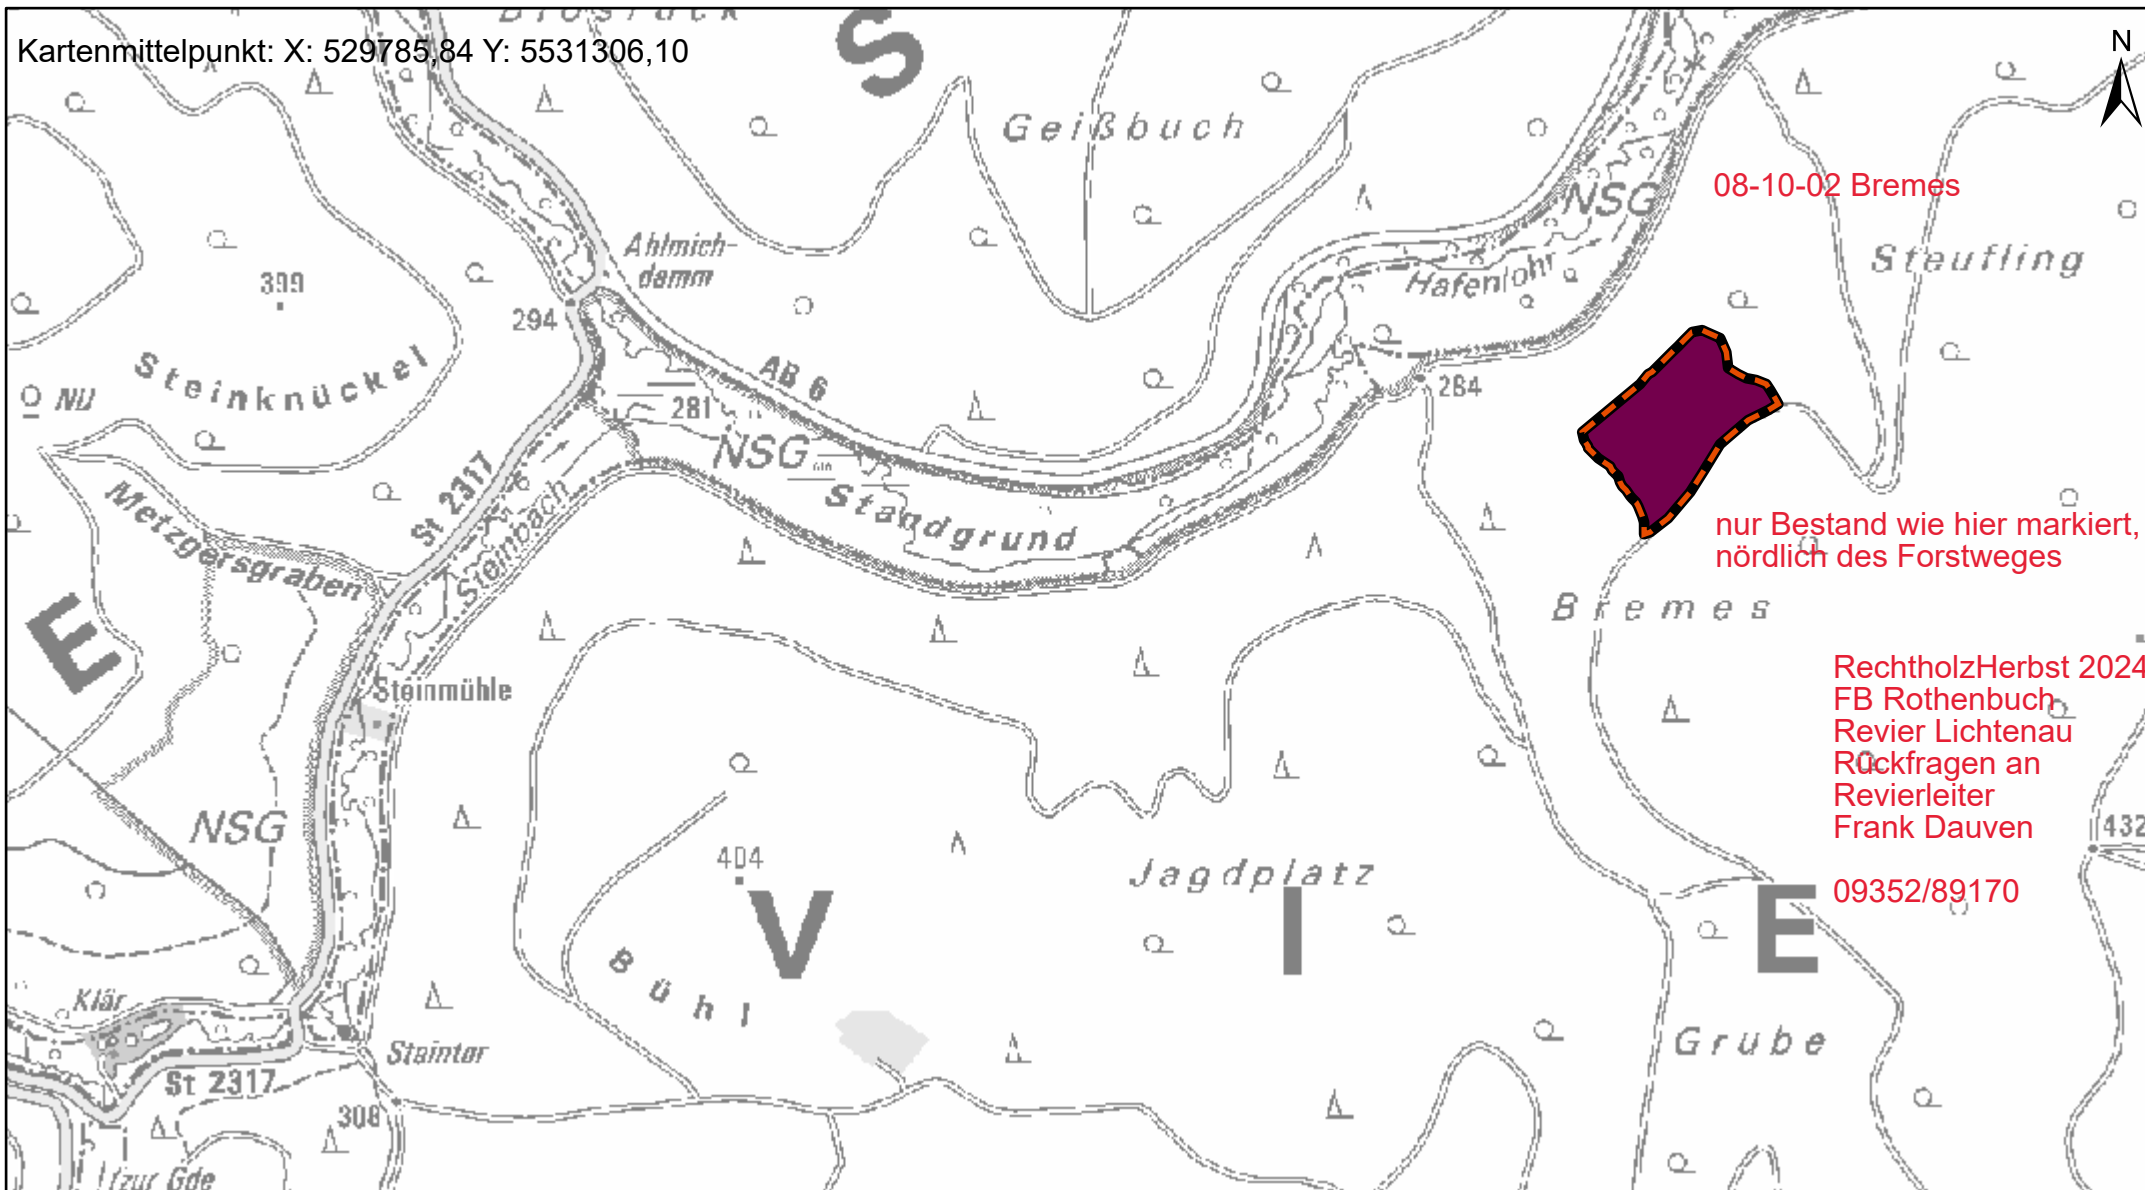 Kartenmittelpunkt: X: 529785,84 Y: 5531306,10
N
S
Geißbuch
NSG
08-10-02 Bremes
Steufling
Ahlmich-
damm
Hafenlohr
399
294
Steinknückel
AB 6
ND
281
284
NSG
St 2317
Standgrund
Metzgersgraben
Steinbach
nur Bestand wie hier markiert,
nördlich des Forstweges
Bremes
E
Steinmühle
RechtholzHerbst 2024
FB Rothenbuch
Revier Lichtenau
Rückfragen an
Revierleiter
Frank Dauven
09352/89170
NSG
432
404
Jagdplatz
V
I
E
Bühl
Klär
Steintor
Grube
St 2317
308
zur Gde